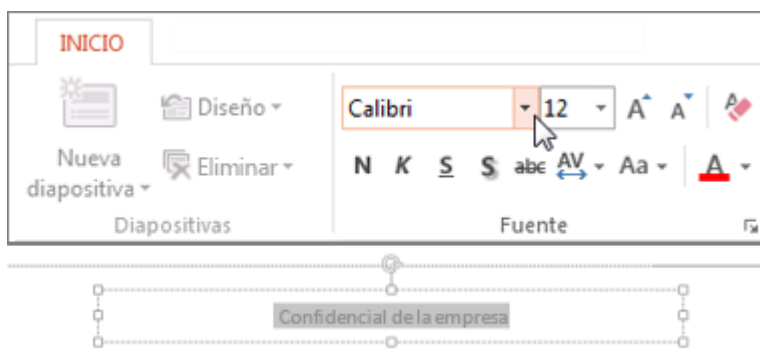 INICIO
Diseño
Calibri 12 A A A
Nueva diapositiva
Eliminar
N K S S abc AV Aa A
Diapositivas
Fuente
Confidencial de la empresa